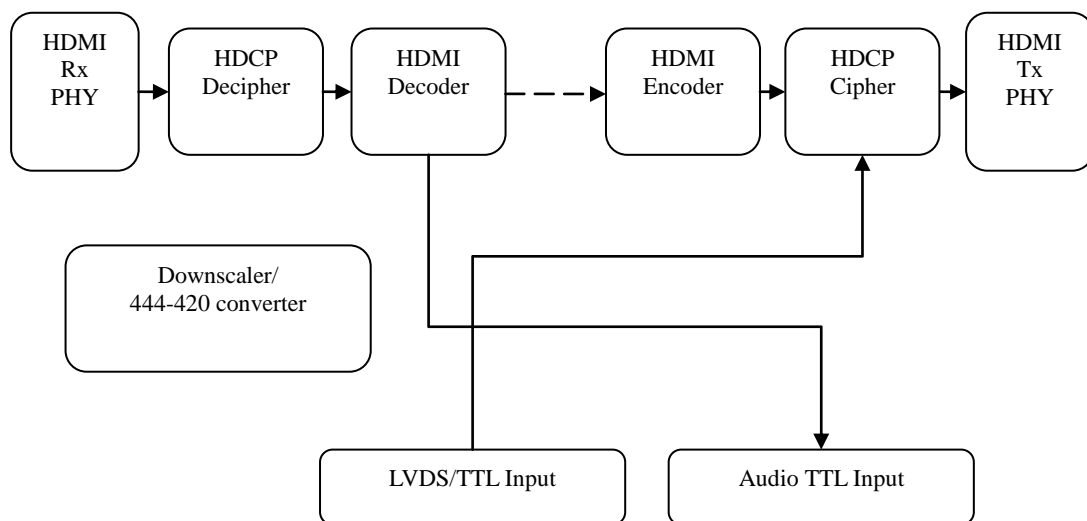 HDMI
Rx
PHY
HDCP
Decipher
HDMI
Decoder
HDMI
Encoder
HDCP
Cipher
HDMI
Tx
PHY
Downscaler/
444-420 converter
LVDS/TTL Input
Audio TTL Input